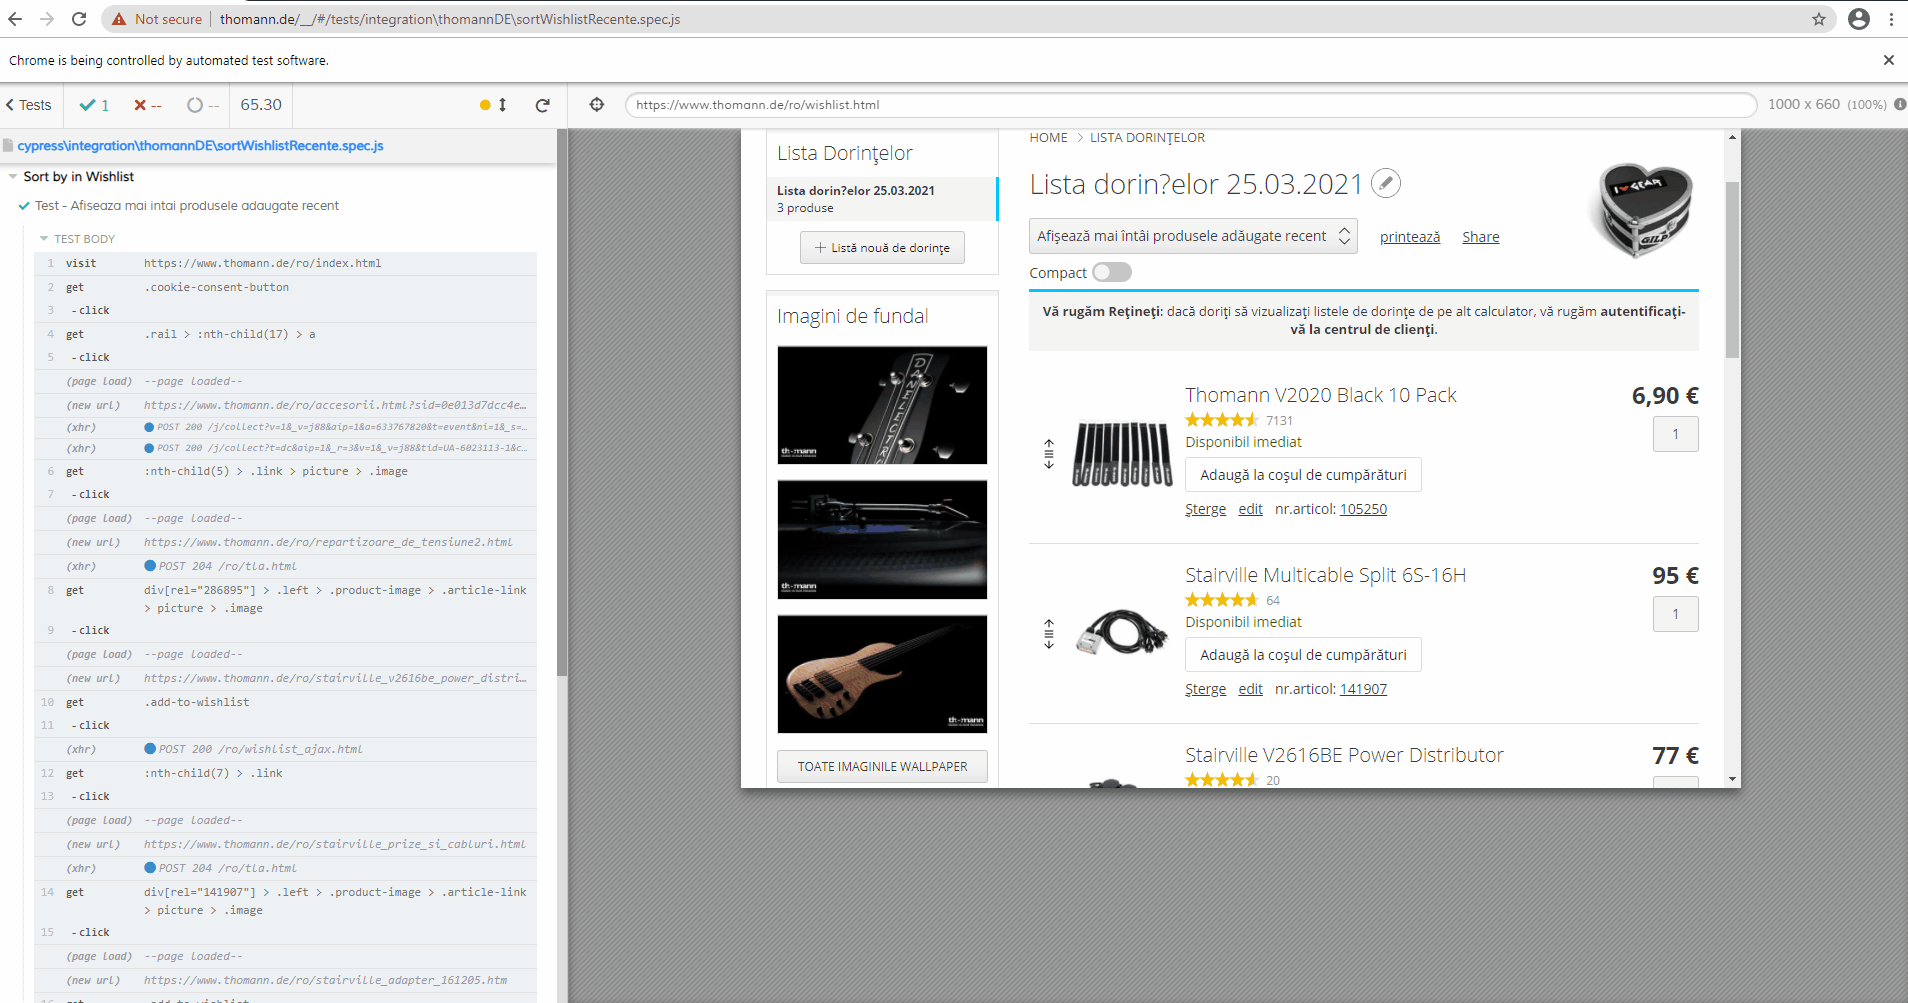 Not secure | thomann.de/__/#/tests/integration\thomannDE\sortWishlistRecente.spec.js
Chrome is being controlled by automated test software.
Tests 1 -- -- 65.30
https://www.thomann.de/ro/wishlist.html
1000 x 660 (100%)
cypress\integration\thomannDE\sortWishlistRecente.spec.js
Sort by in Wishlist
Test - Afiseaza mai intai produsele adaugate recent
TEST BODY
1 visit https://www.thomann.de/ro/index.html
2 get .cookie-consent-button
3 - click
4 get .rail > :nth-child(17) > a
5 - click
(page load) --page loaded--
(new url) https://www.thomann.de/ro/accesorii.html?sid=0e013d7dcc4e…
(xhr) POST 200 /j/collect?v=1&_v=j88&aip=1&a=633767820&t=event&ni=1&_s=…
(xhr) POST 200 /j/collect?t=dc&aip=1&_r=3&v=1&_v=j88&tid=UA-6023113-1&c…
6 get :nth-child(5) > .link > picture > .image
7 - click
(page load) --page loaded--
(new url) https://www.thomann.de/ro/repartizoare_de_tensiune2.html
(xhr) POST 204 /ro/tla.html
8 get div[rel="286895"] > .left > .product-image > .article-link
> picture > .image
9 - click
(page load) --page loaded--
(new url) https://www.thomann.de/ro/stairville_v2616be_power_distri…
10 get .add-to-wishlist
11 - click
(xhr) POST 200 /ro/wishlist_ajax.html
12 get :nth-child(7) > .link
13 - click
(page load) --page loaded--
(new url) https://www.thomann.de/ro/stairville_prize_si_cabluri.html
(xhr) POST 204 /ro/tla.html
14 get div[rel="141907"] > .left > .product-image > .article-link
> picture > .image
15 - click
(page load) --page loaded--
(new url) https://www.thomann.de/ro/stairville_adapter_161205.htm
16 get .add-to-wishlist
Lista Dorinţelor
Lista dorin?elor 25.03.2021
3 produse
+ Listă nouă de dorinţe
Imagini de fundal
DANELECTRO
th•mann
th•mann
th•mann
TOATE IMAGINILE WALLPAPER
HOME > LISTA DORINŢELOR
Lista dorin?elor 25.03.2021
I GEAR
GILP
Afişează mai întâi produsele adăugate recent
printează Share
Compact
Vă rugăm Reţineţi: dacă doriţi să vizualizaţi listele de dorinţe de pe alt calculator, vă rugăm autentificaţi-
vă la centrul de clienţi.
Thomann V2020 Black 10 Pack 6,90 €
7131 1
Disponibil imediat
Adaugă la coşul de cumpărături
Şterge edit nr.articol: 105250
Stairville Multicable Split 6S-16H 95 €
64 1
Disponibil imediat
Adaugă la coşul de cumpărături
Şterge edit nr.articol: 141907
Stairville V2616BE Power Distributor 77 €
20